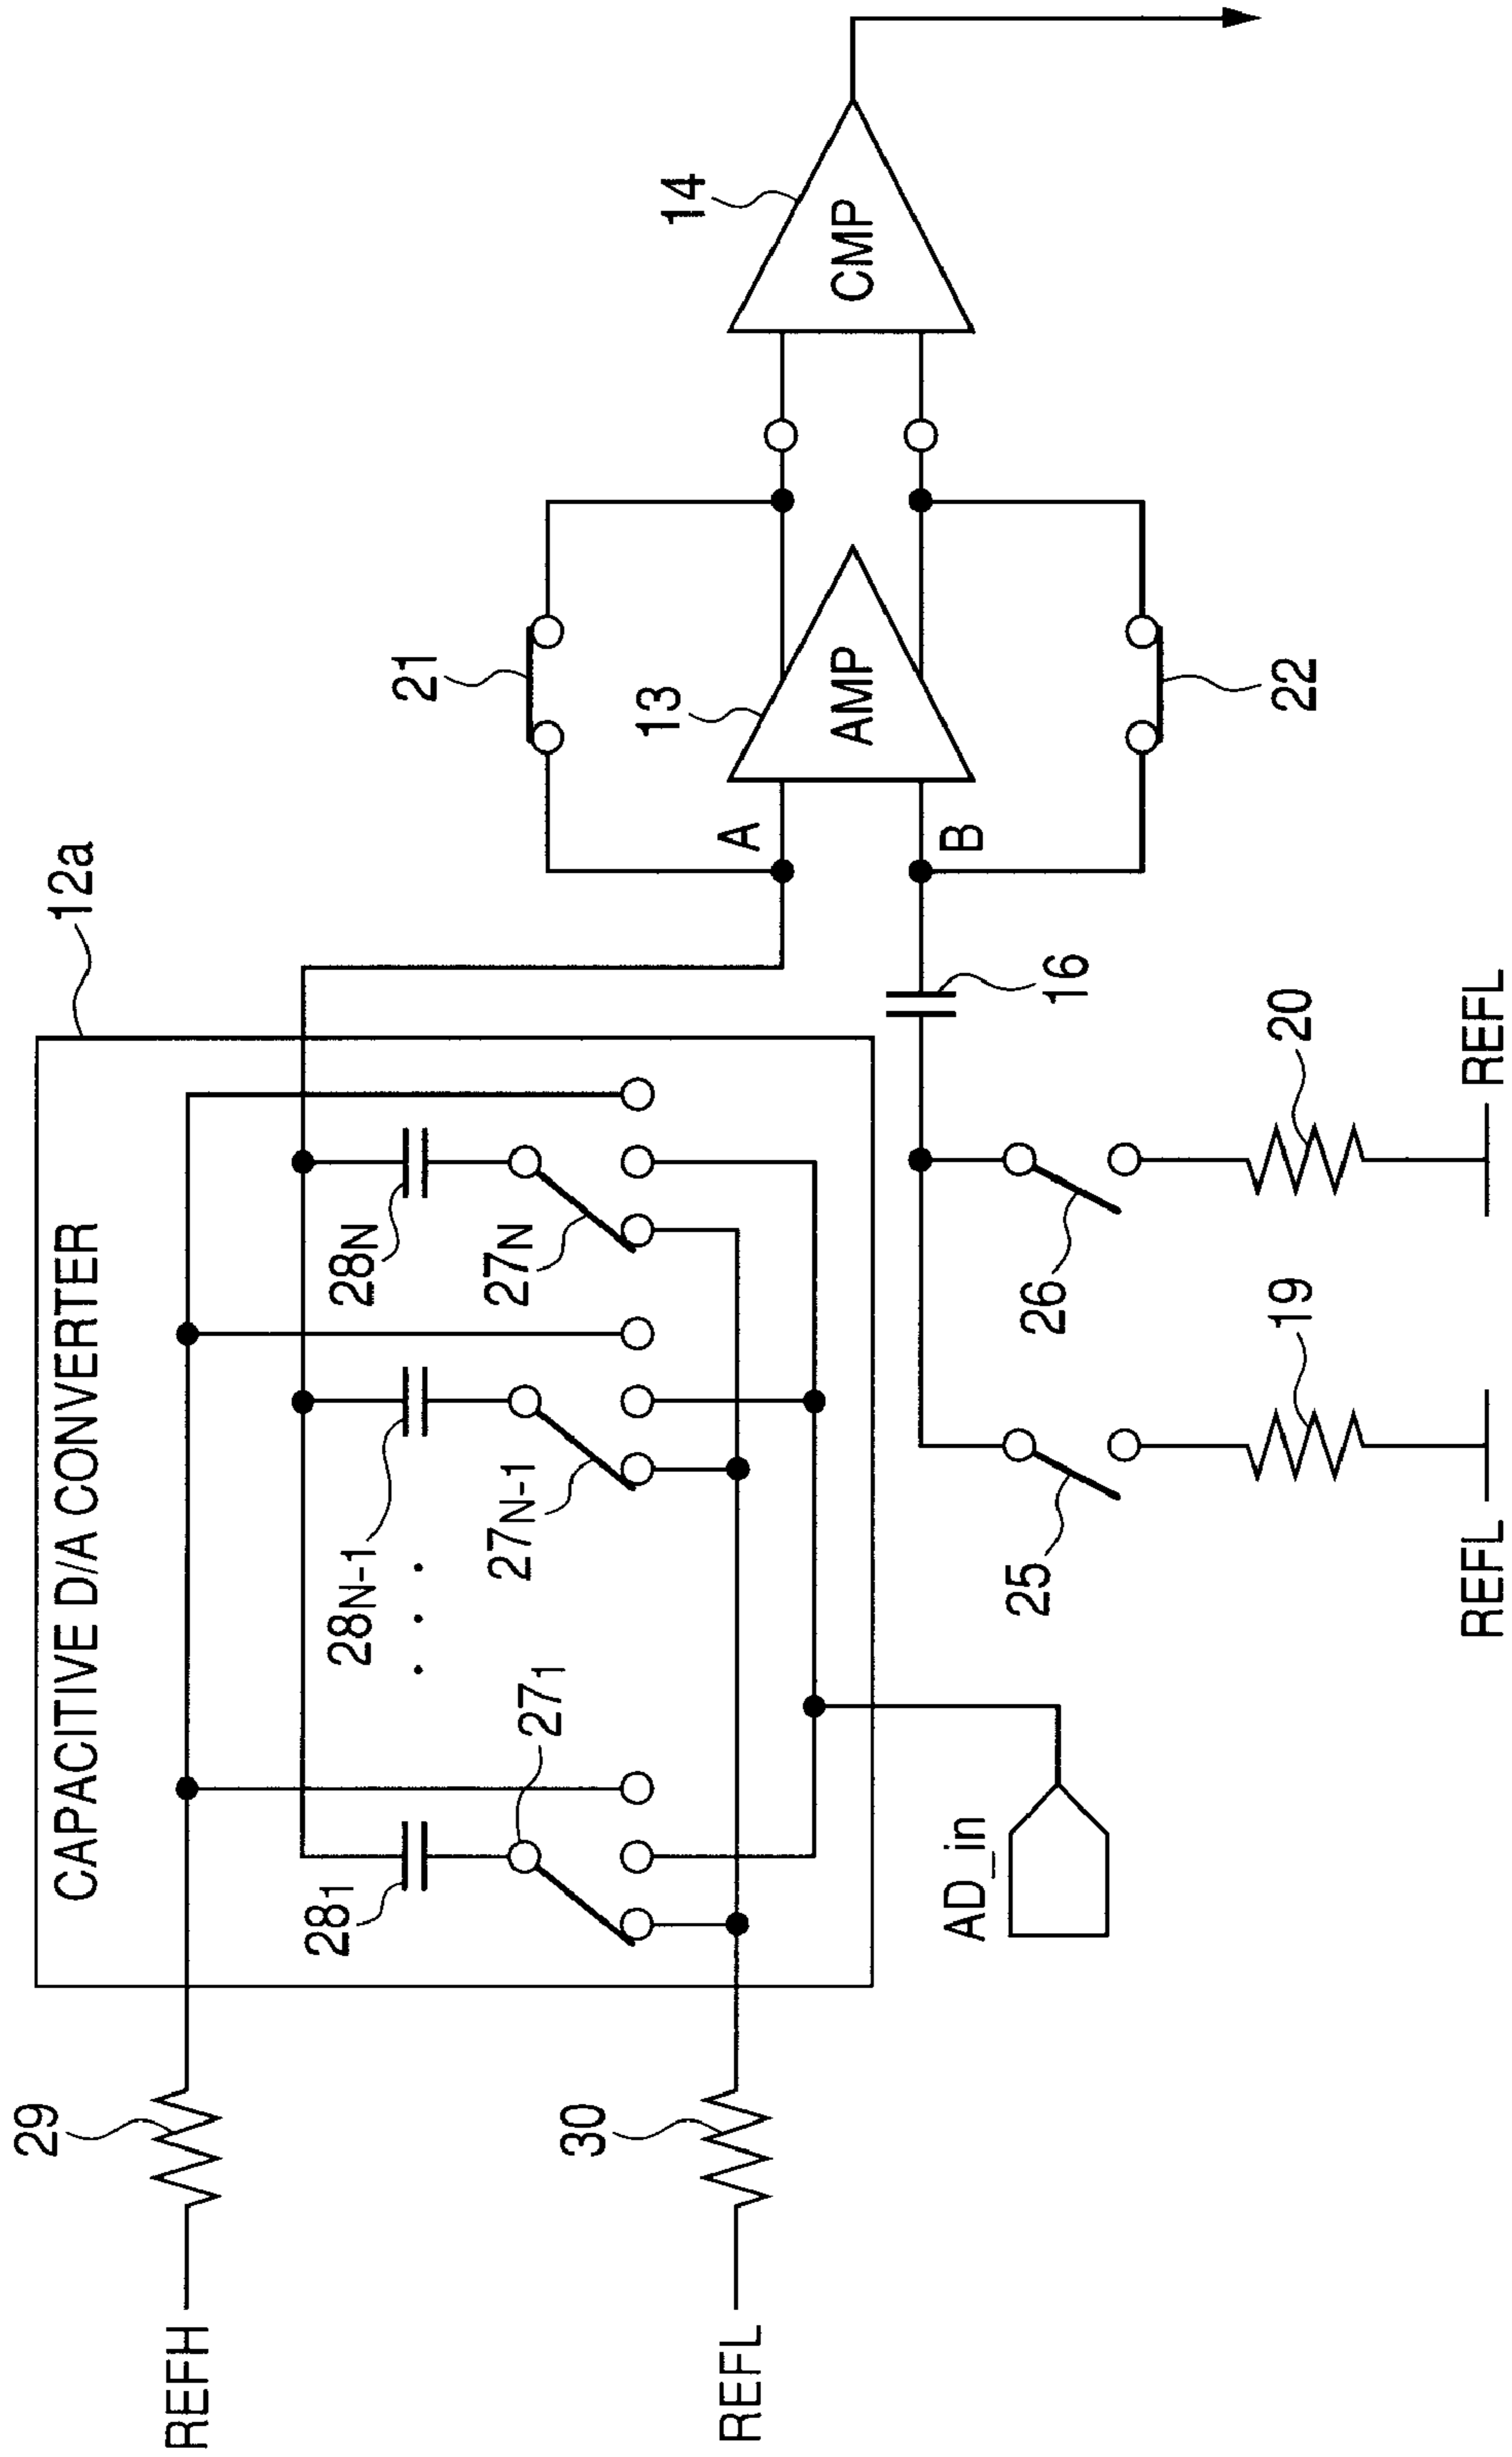 CAPACITIVE D/A CONVERTER
12a
29
REFH
30
REFL
28₁
27₁
28N-1
27N-1
28N
27N
. . .
AD_in
21
A
13
AMP
B
22
14
CMP
16
25
19
REFL
26
20
REFL